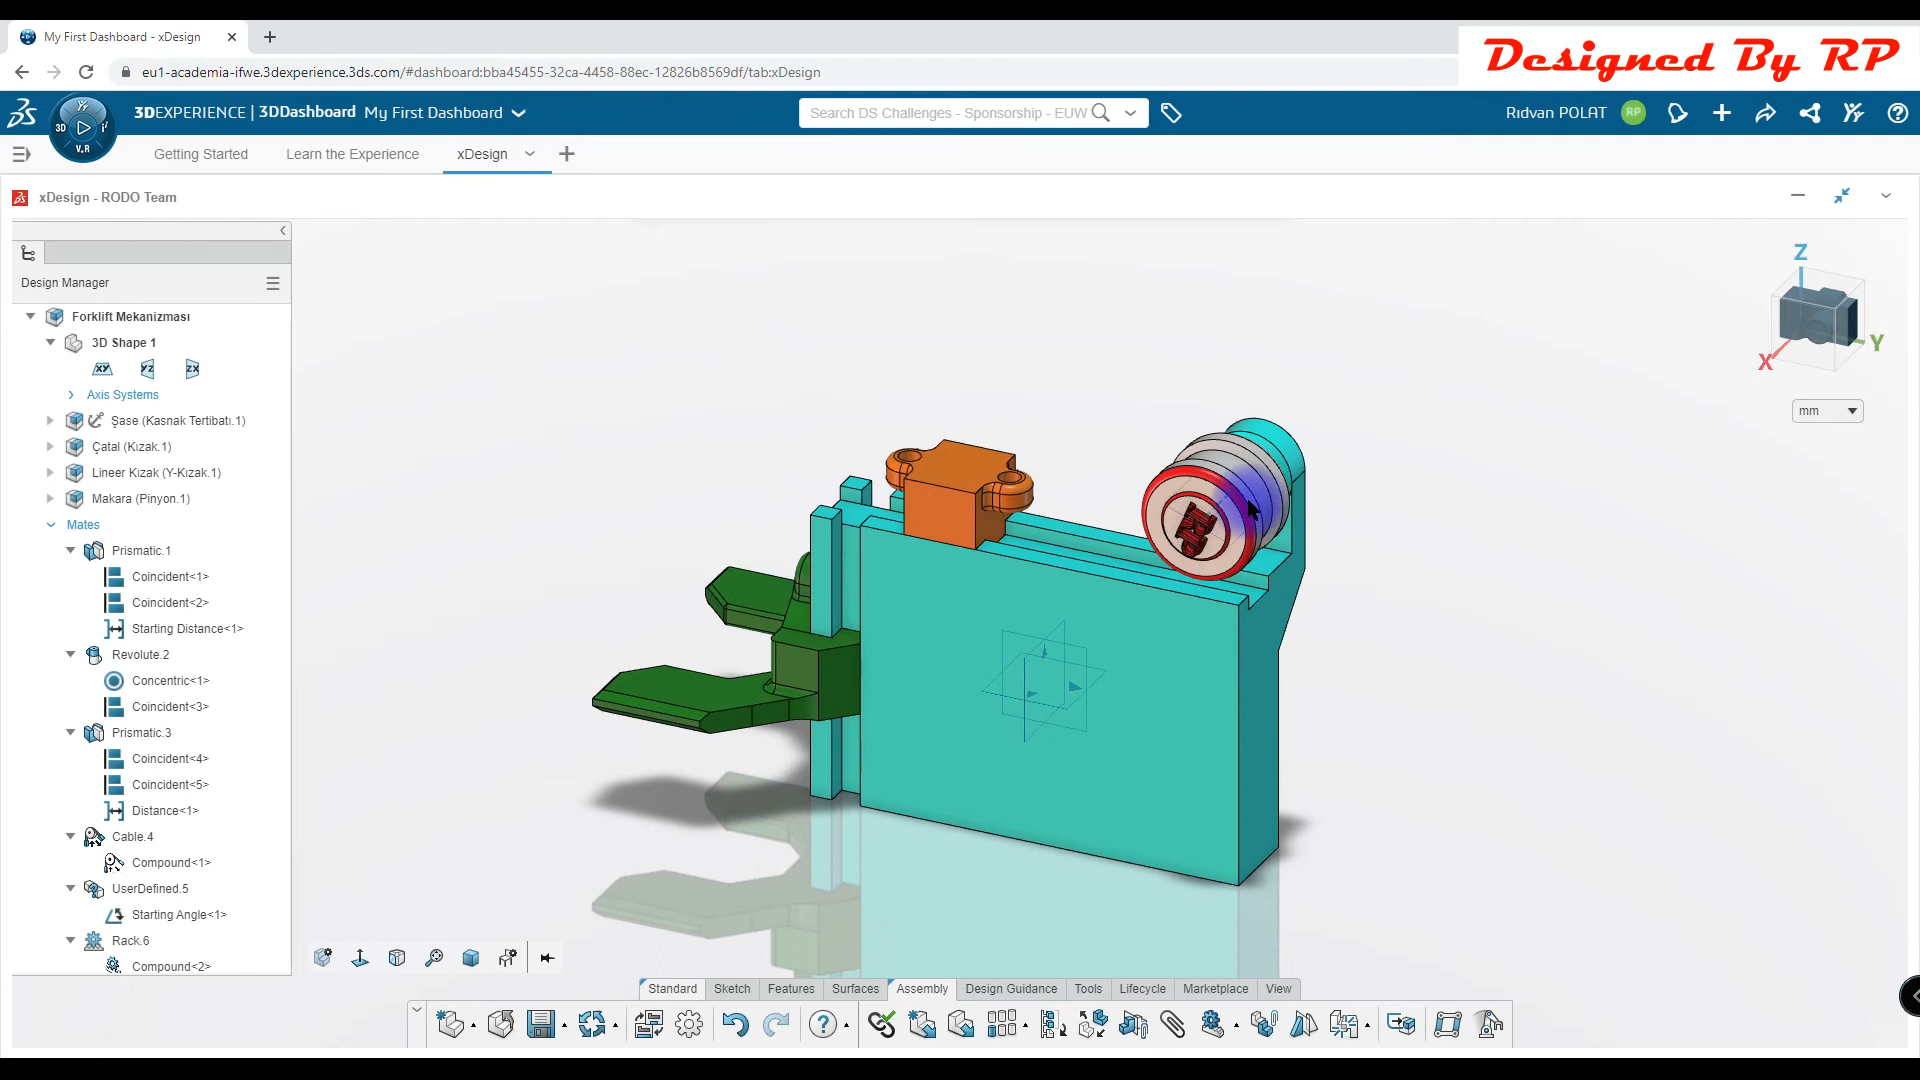 My First Dashboard - xDesign
Designed By RP
eu1-academia-ifwe.3dexperience.3ds.com/#dashboard:bba45455-32ca-4458-88ec-12826b8569df/tab:xDesign
3D
V.R
3DEXPERIENCE | 3DDashboard My First Dashboard
Search DS Challenges - Sponsorship - EUW
Rıdvan POLAT
RP
Getting Started
Learn the Experience
xDesign
xDesign - RODO Team
Design Manager
Forklift Mekanizması
3D Shape 1
XY
YZ
ZX
Axis Systems
Şase (Kasnak Tertibatı.1)
Çatal (Kızak.1)
Lineer Kızak (Y-Kızak.1)
Makara (Pinyon.1)
Mates
Prismatic.1
Coincident<1>
Coincident<2>
Starting Distance<1>
Revolute.2
Concentric<1>
Coincident<3>
Prismatic.3
Coincident<4>
Coincident<5>
Distance<1>
Cable.4
Compound<1>
UserDefined.5
Starting Angle<1>
Rack.6
Compound<2>
Z
Y
X
mm
Standard
Sketch
Features
Surfaces
Assembly
Design Guidance
Tools
Lifecycle
Marketplace
View